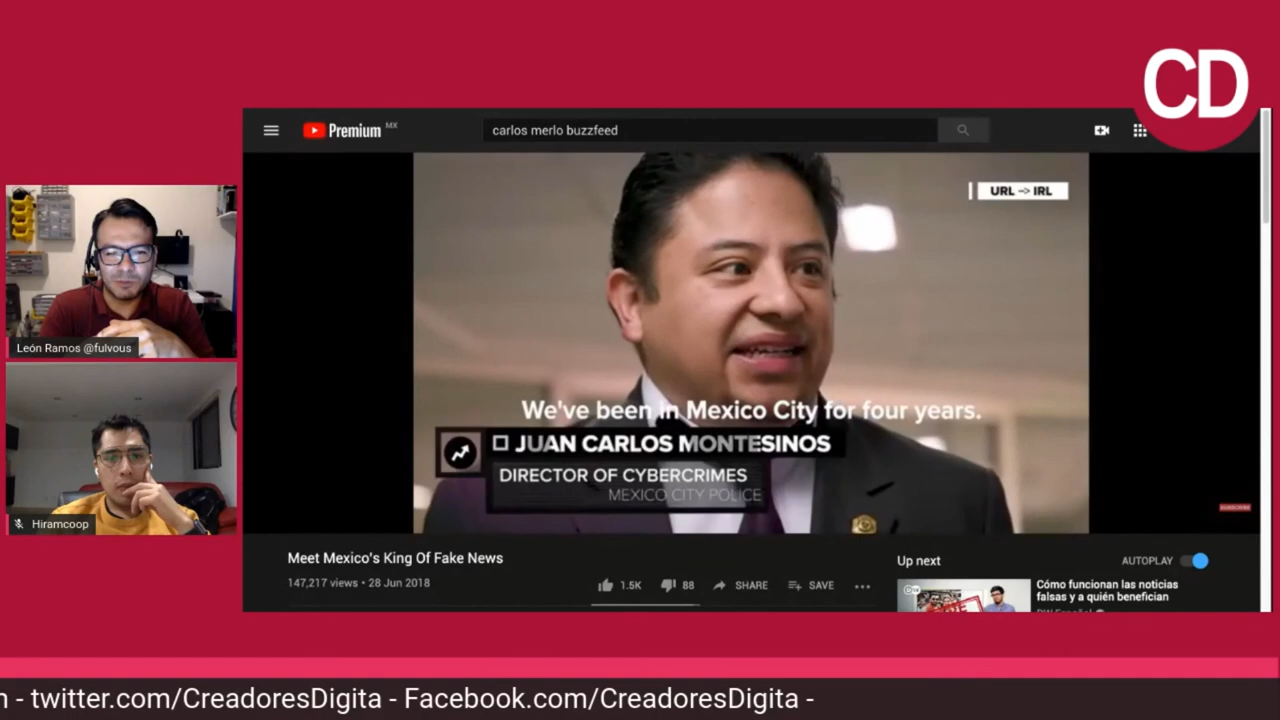 CD
Premium MX
carlos merlo buzzfeed
URL -> IRL
We've been in Mexico City for four years.
JUAN CARLOS MONTESINOS
DIRECTOR OF CYBERCRIMES
MEXICO CITY POLICE
SUBSCRIBE
León Ramos @fulvous
Hiramcoop
Meet Mexico's King Of Fake News
147,217 views • 28 Jun 2018
1.5K 88 SHARE SAVE
Up next
AUTOPLAY
Cómo funcionan las noticias
falsas y a quién benefician
DW Español
- twitter.com/CreadoresDigita - Facebook.com/CreadoresDigita -